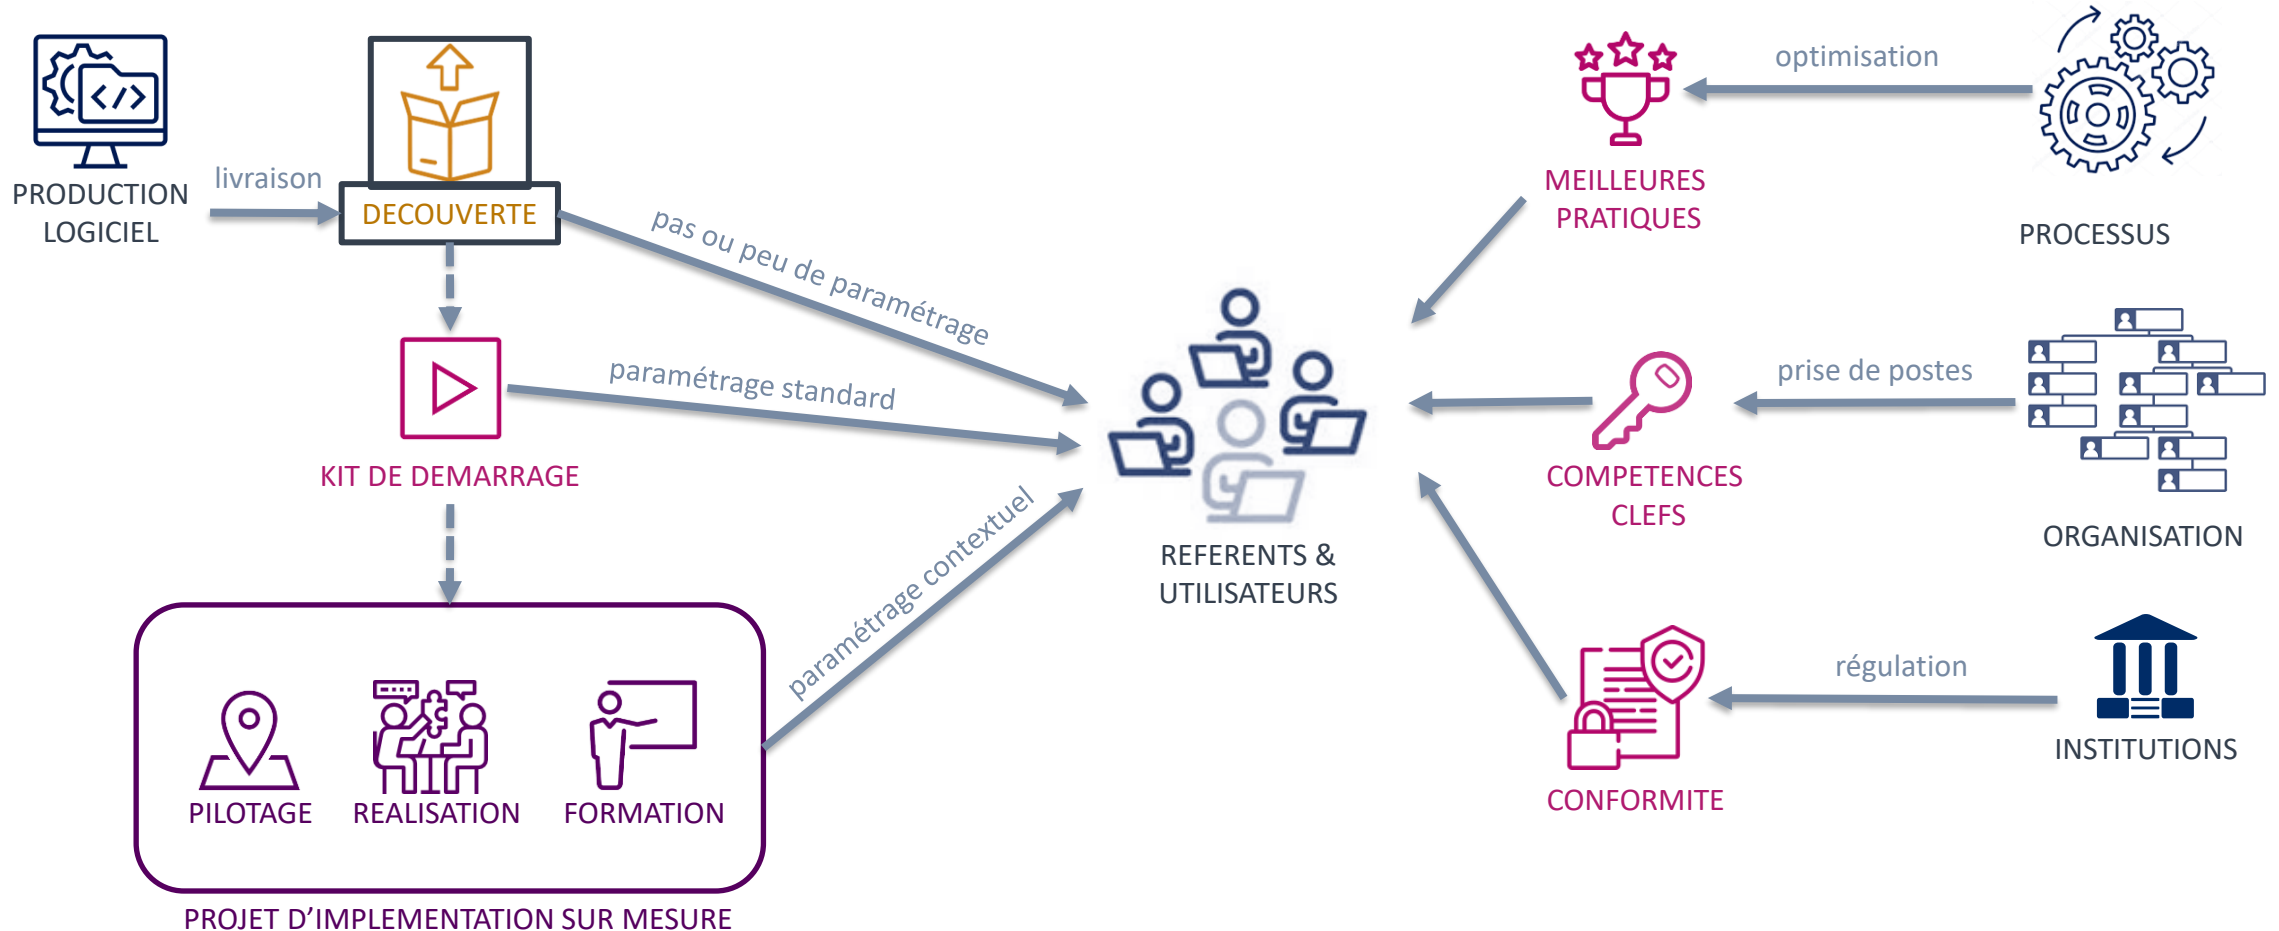 PRODUCTION
LOGICIEL
livraison
DECOUVERTE
pas ou peu de paramétrage
KIT DE DEMARRAGE
paramétrage standard
PILOTAGE
REALISATION
FORMATION
PROJET D’IMPLEMENTATION SUR MESURE
paramétrage contextuel
REFERENTS &
UTILISATEURS
MEILLEURES
PRATIQUES
optimisation
PROCESSUS
COMPETENCES
CLEFS
prise de postes
ORGANISATION
CONFORMITE
régulation
INSTITUTIONS